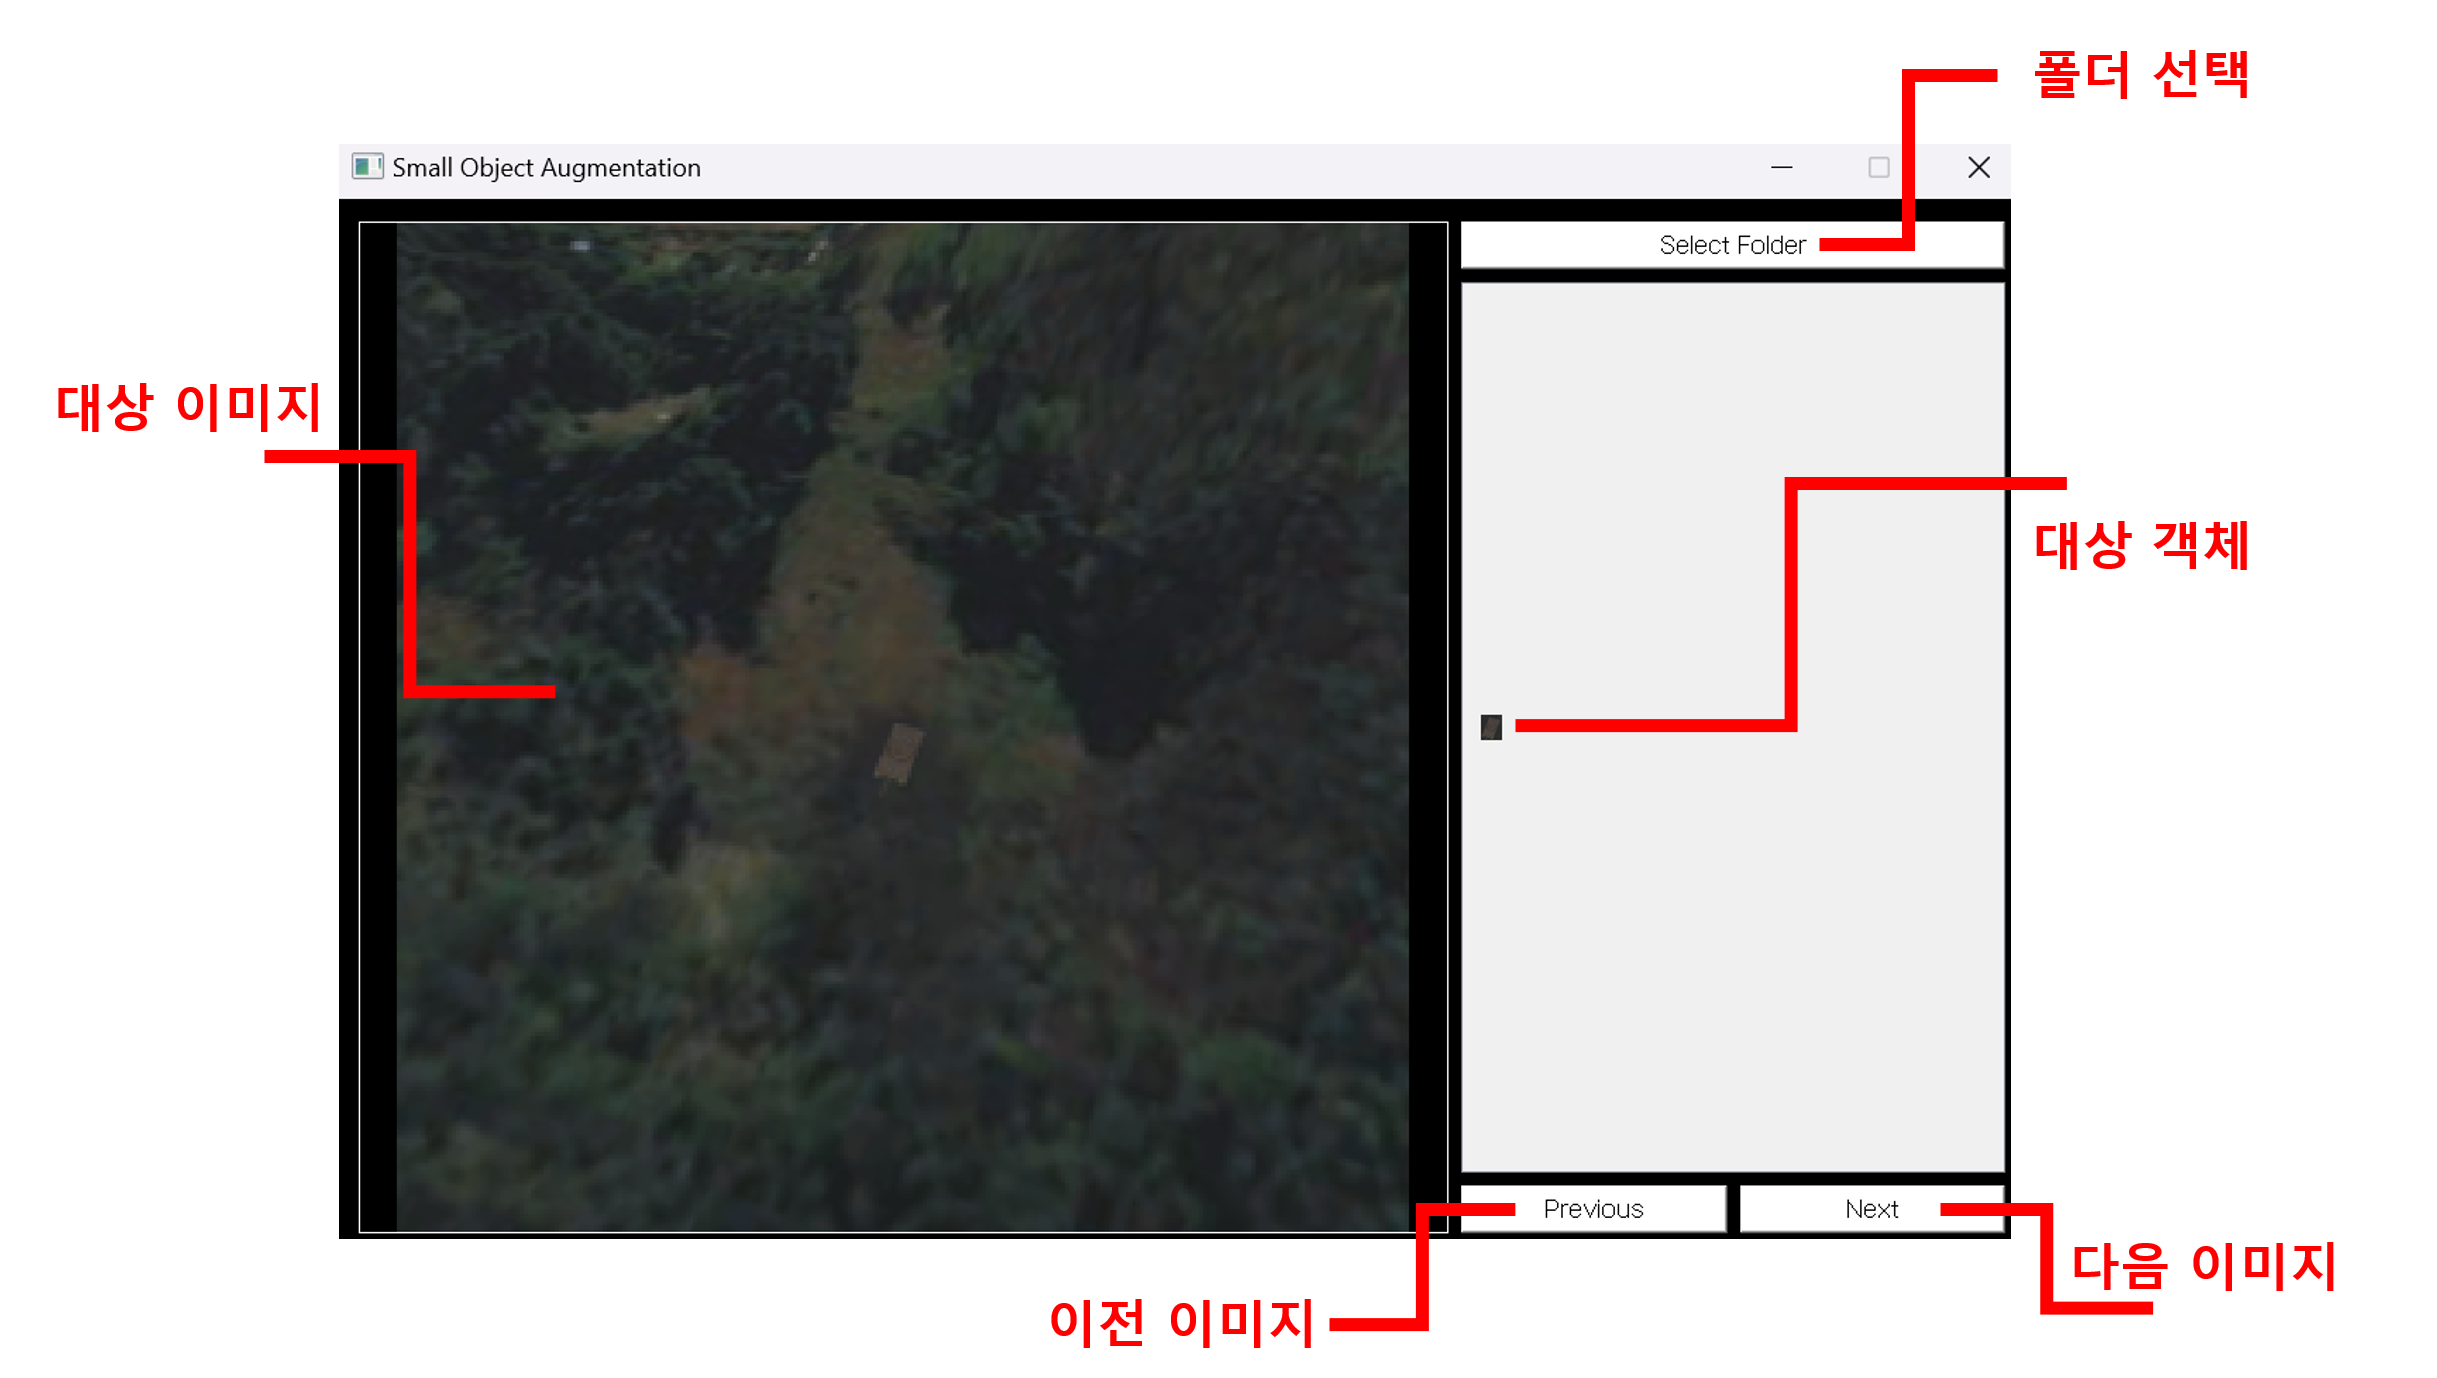 폴더 선택
Small Object Augmentation
Select Folder
대상 이미지
대상 객체
Previous
Next
다음 이미지
이전 이미지